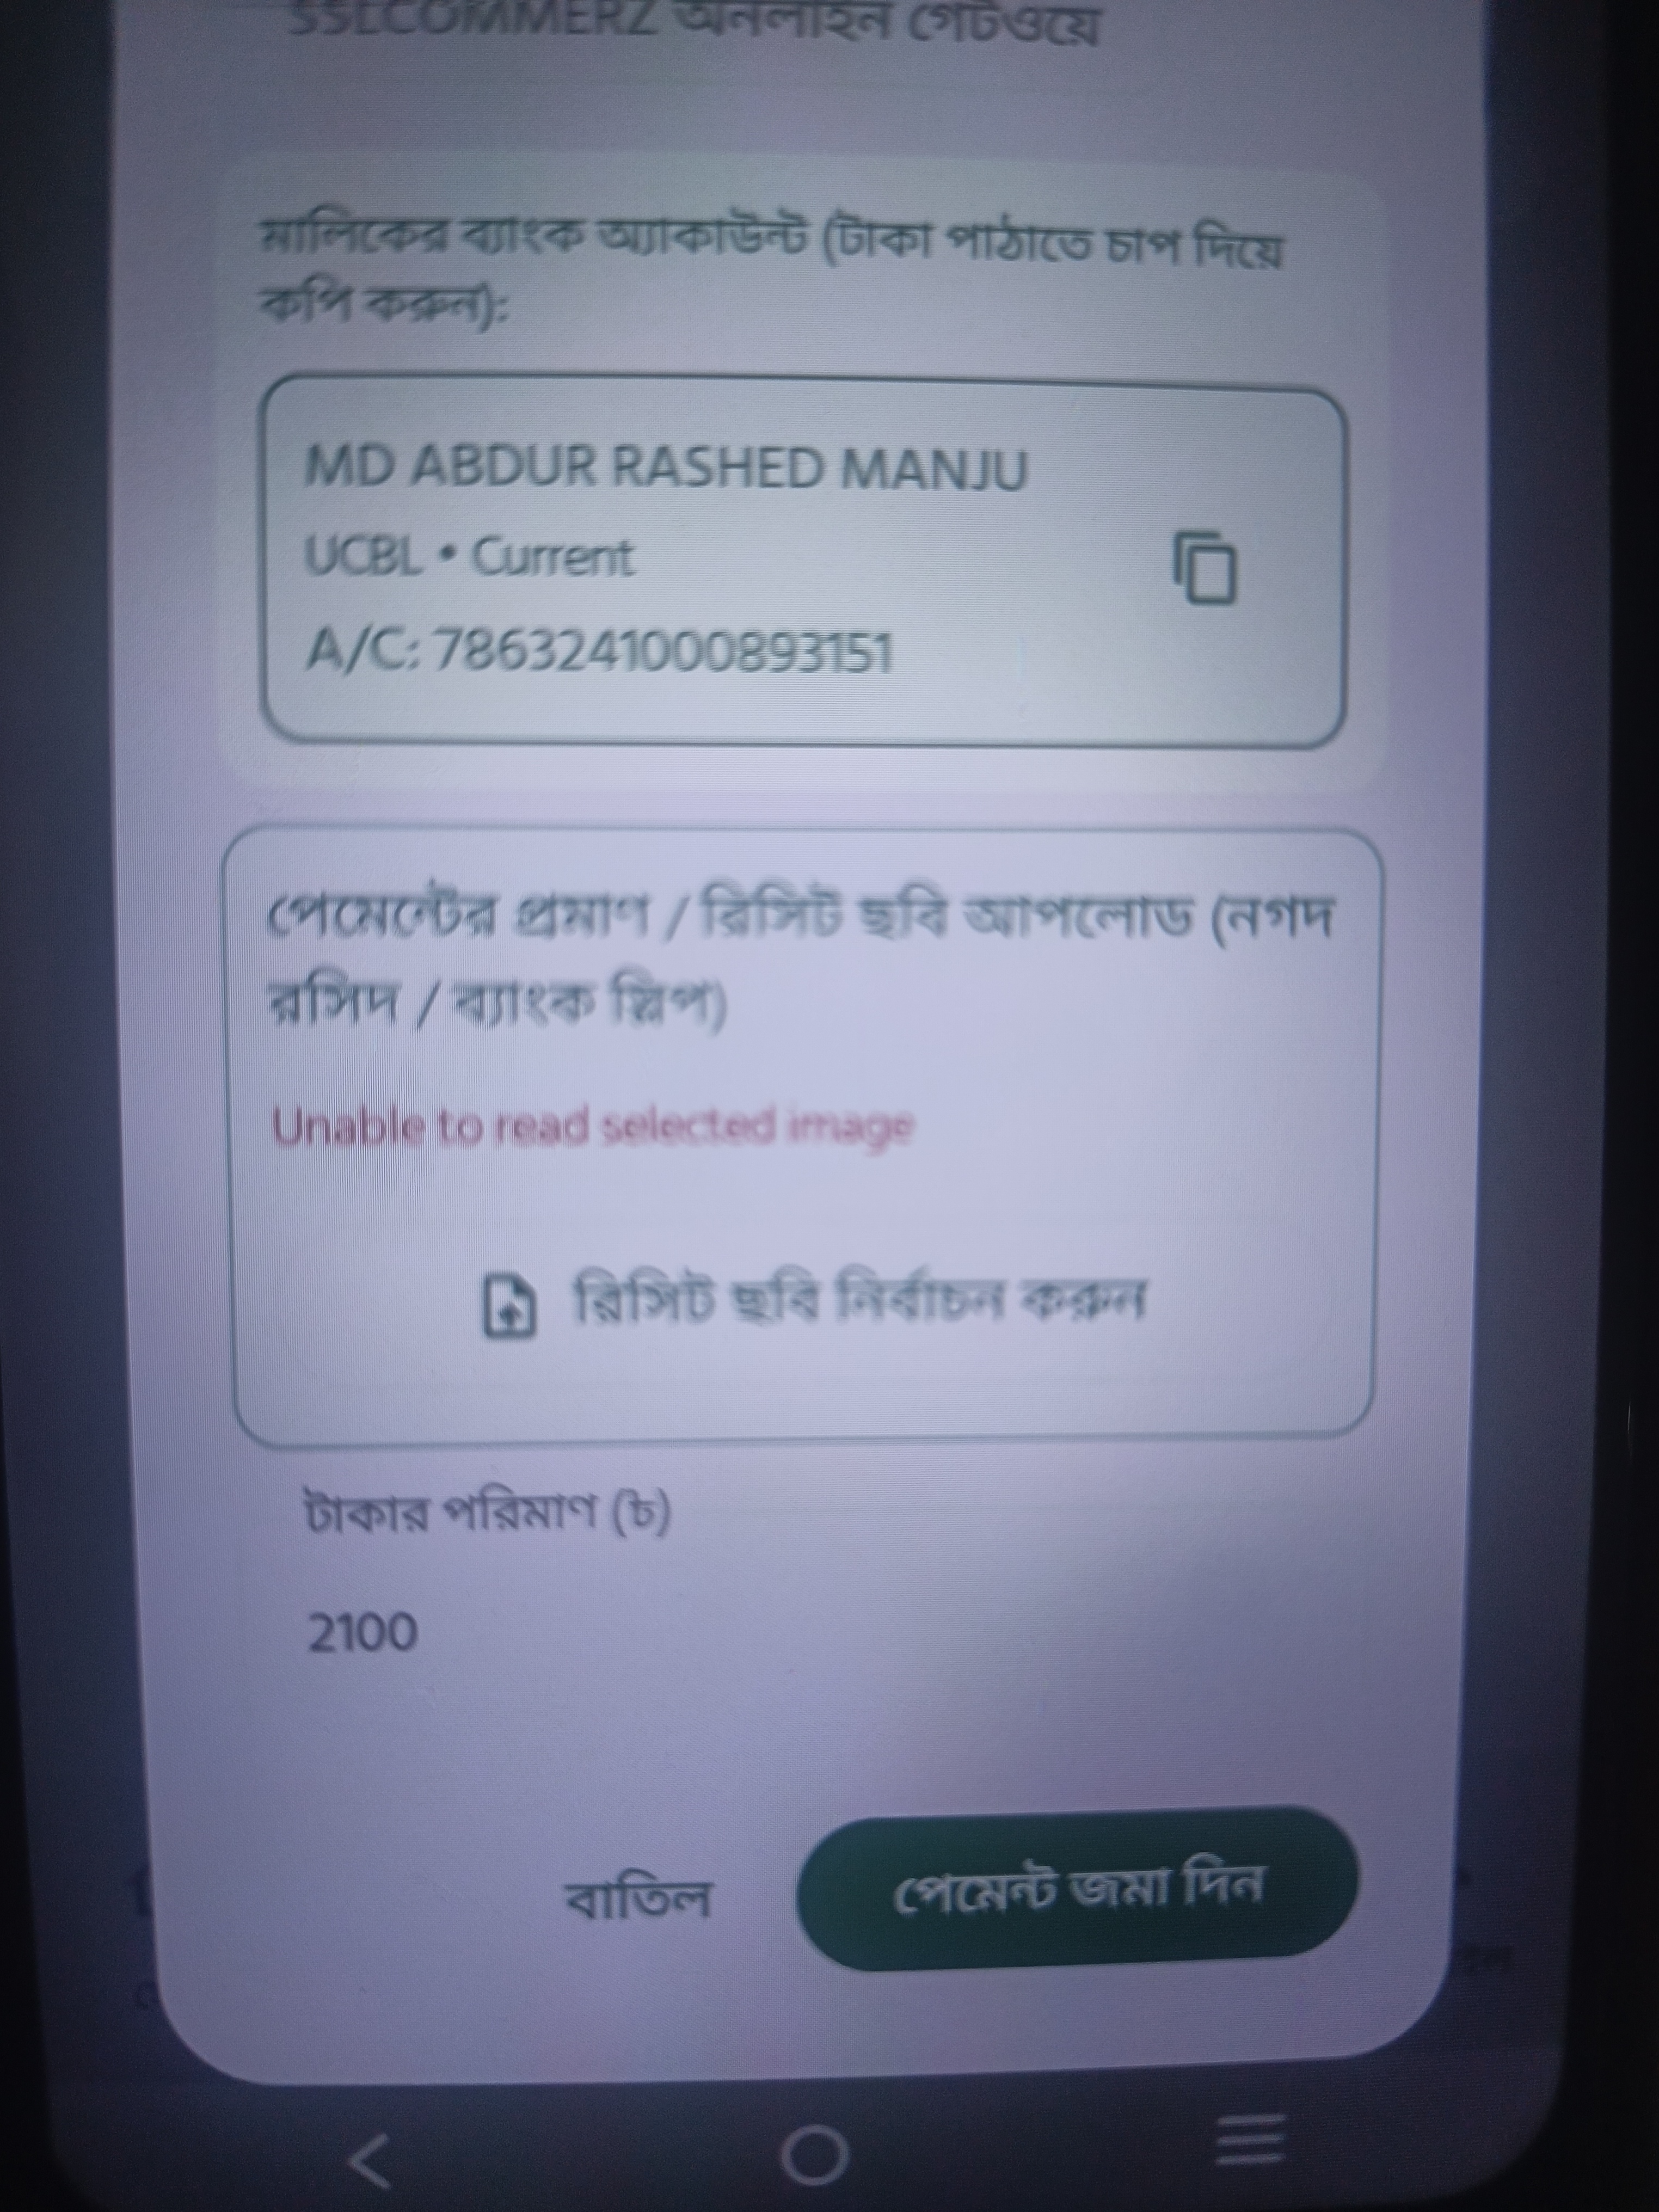 SSLCOMMERZ অনলাইন গেটওয়ে
মালিকের ব্যাংক অ্যাকাউন্ট (টাকা পাঠাতে চাপ দিয়ে
কপি করুন):
MD ABDUR RASHED MANJU
UCBL • Current
A/C: 7863241000893151
পেমেন্টের প্রমাণ / রিসিট ছবি আপলোড (নগদ
রসিদ / ব্যাংক স্লিপ)
Unable to read selected image
রিসিট ছবি নির্বাচন করুন
টাকার পরিমাণ (৳)
2100
বাতিল
পেমেন্ট জমা দিন